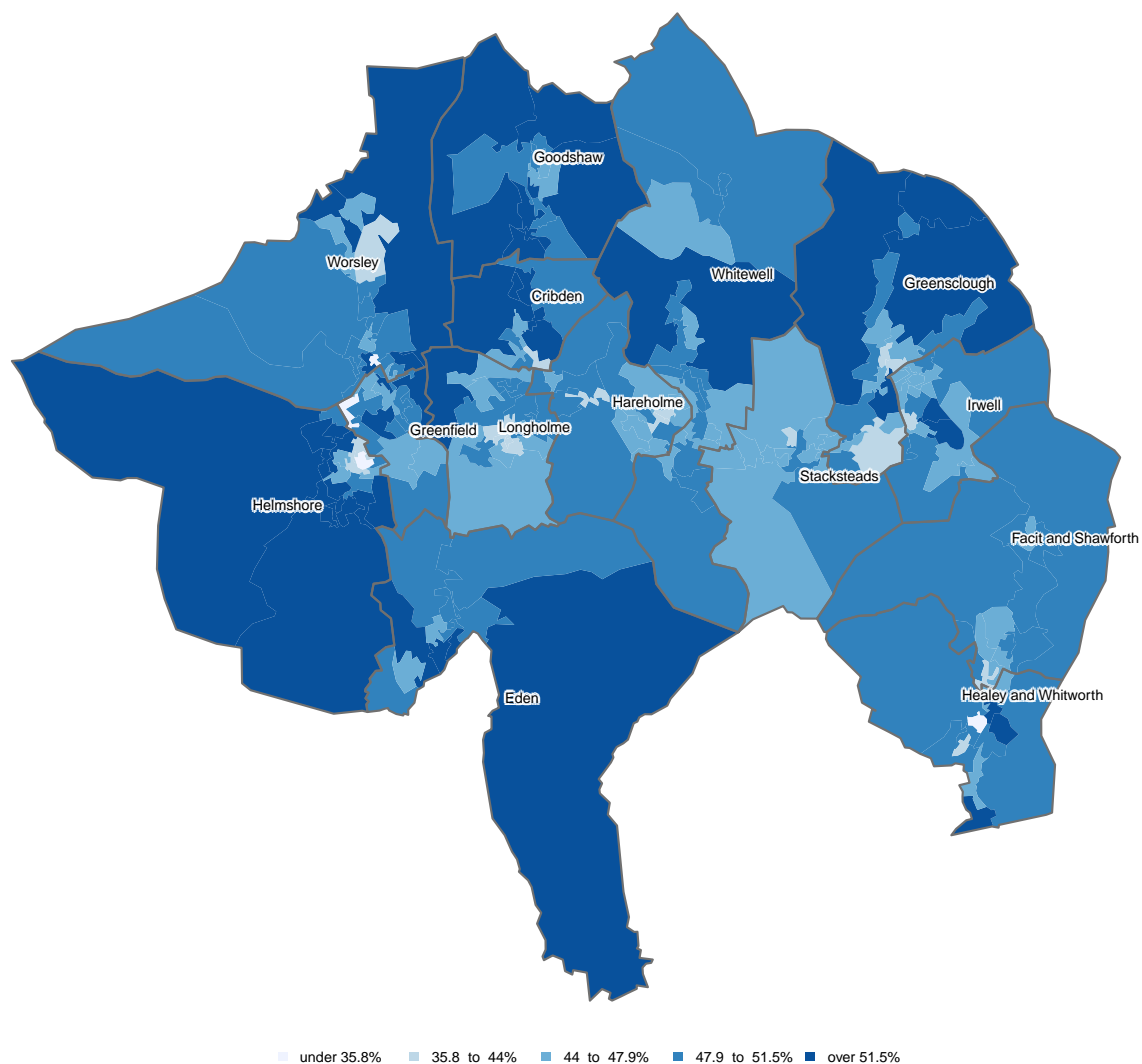 Goodshaw
Worsley
Whitewell
Greensclough
Cribden
Hareholme
Irwell
Greenfield
Longholme
Stacksteads
Helmshore
Facit and Shawforth
Eden
Healey and Whitworth
under 35.8% 35.8 to 44% 44 to 47.9% 47.9 to 51.5% over 51.5%